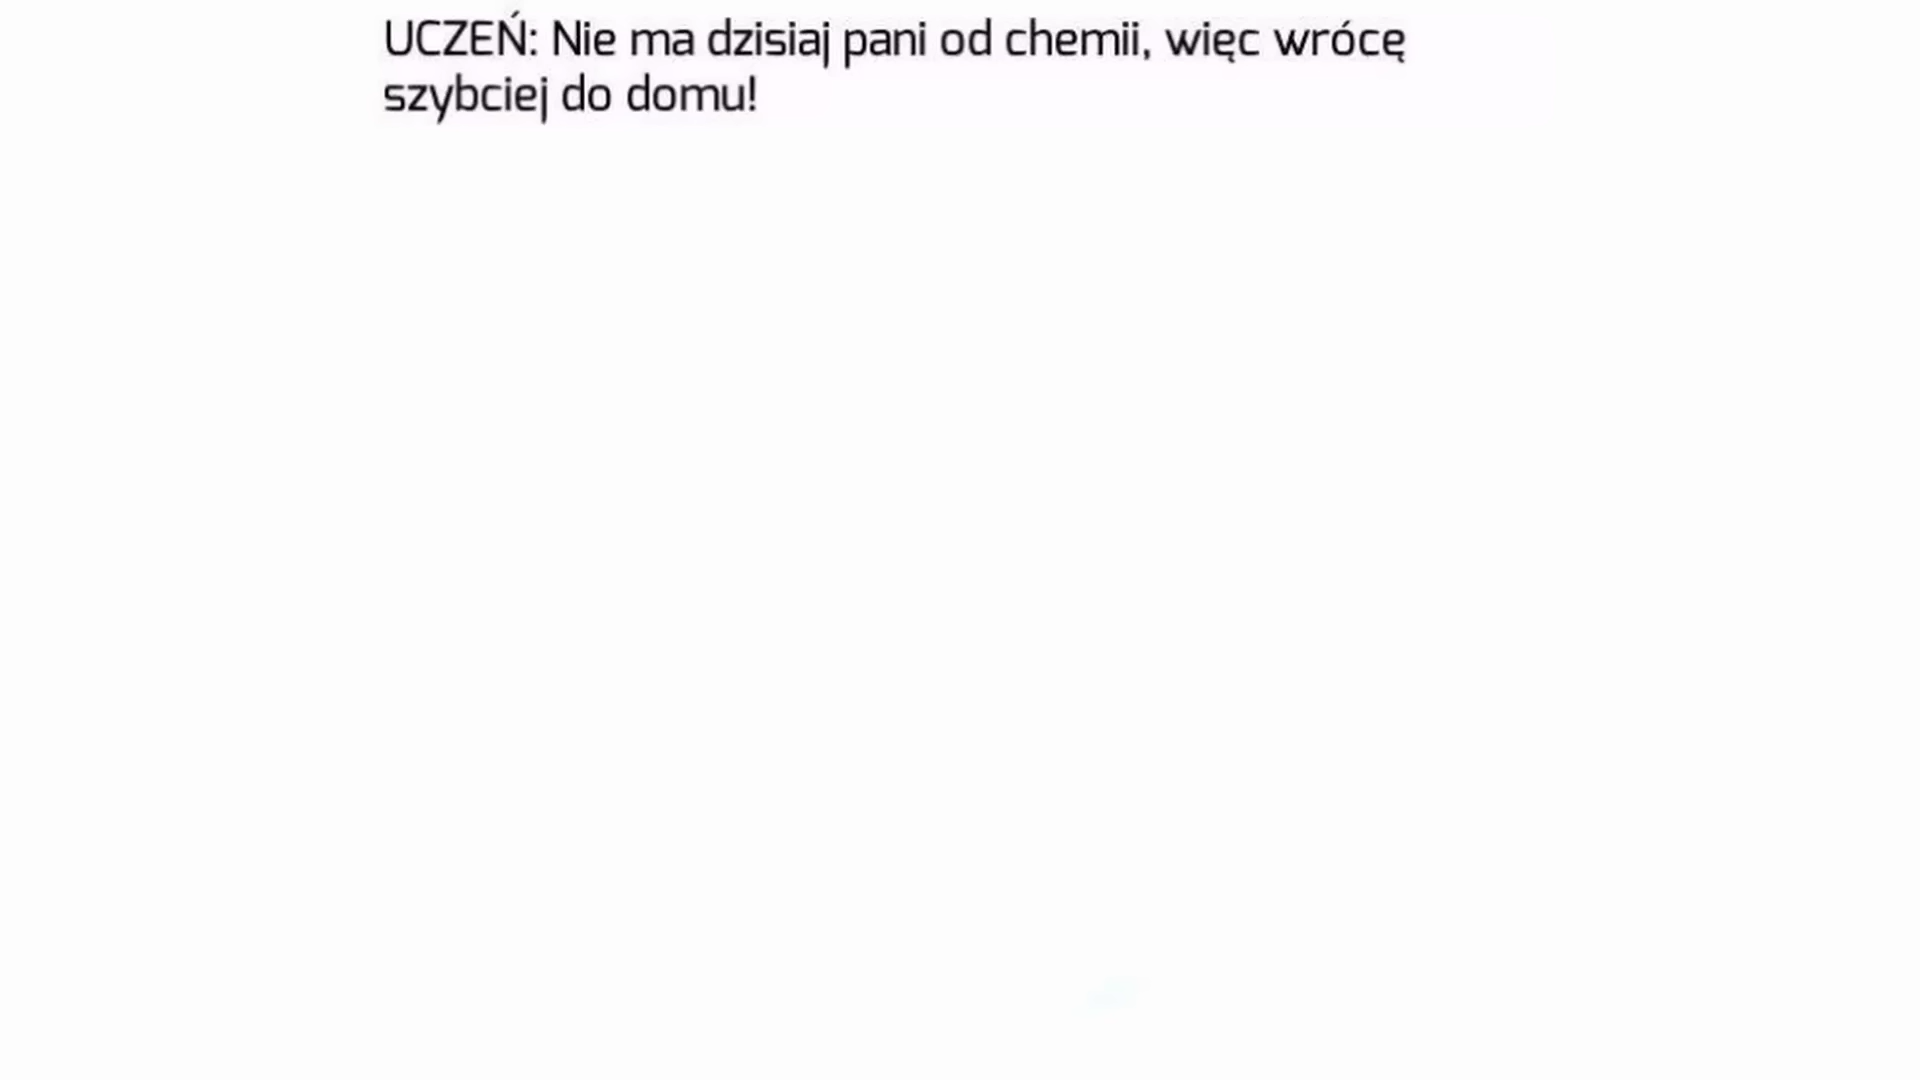 UCZEŃ: Nie ma dzisiaj pani od chemii, więc wrócę
szybciej do domu!